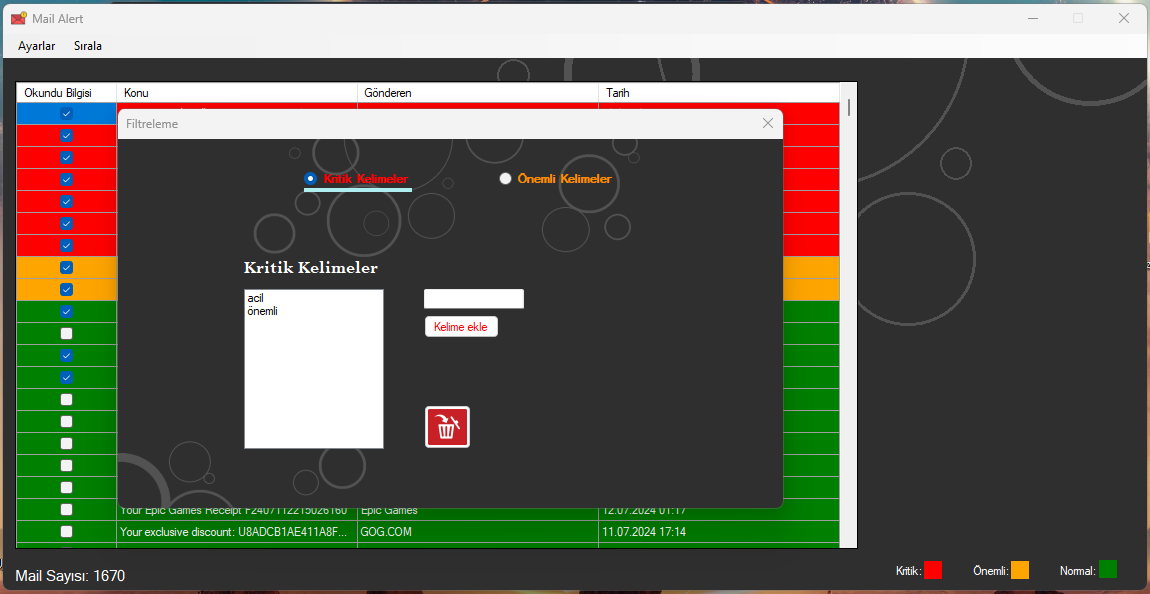 Mail Alert
Ayarlar Sırala
Okundu Bilgisi Konu Gönderen Tarih
Filtreleme
Kritik Kelimeler Önemli Kelimeler
Kritik Kelimeler
acil
önemli
Kelime ekle
Your Epic Games Receipt F2407112215026160 Epic Games 12.07.2024 01:17
Your exclusive discount: U8ADCB1AE411A8F... GOG.COM 11.07.2024 17:14
Mail Sayısı: 1670
Kritik: Önemli: Normal: